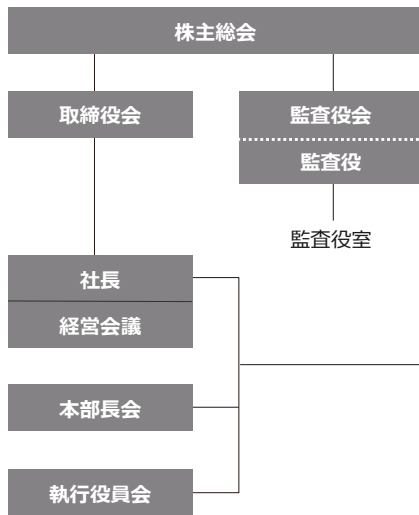 株主総会
取締役会
監査役会
監査役
監査役室
社長
経営会議
本部長会
執行役員会